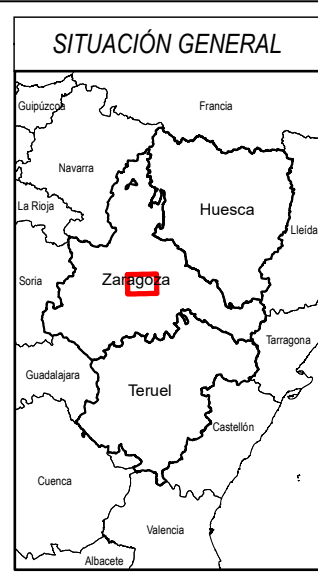 SITUACIÓN GENERAL
Guipúzcoa
Francia
Navarra
La Rioja
Huesca
Lleida
Soria
Zaragoza
Tarragona
Guadalajara
Teruel
Castellón
Cuenca
Valencia
Albacete